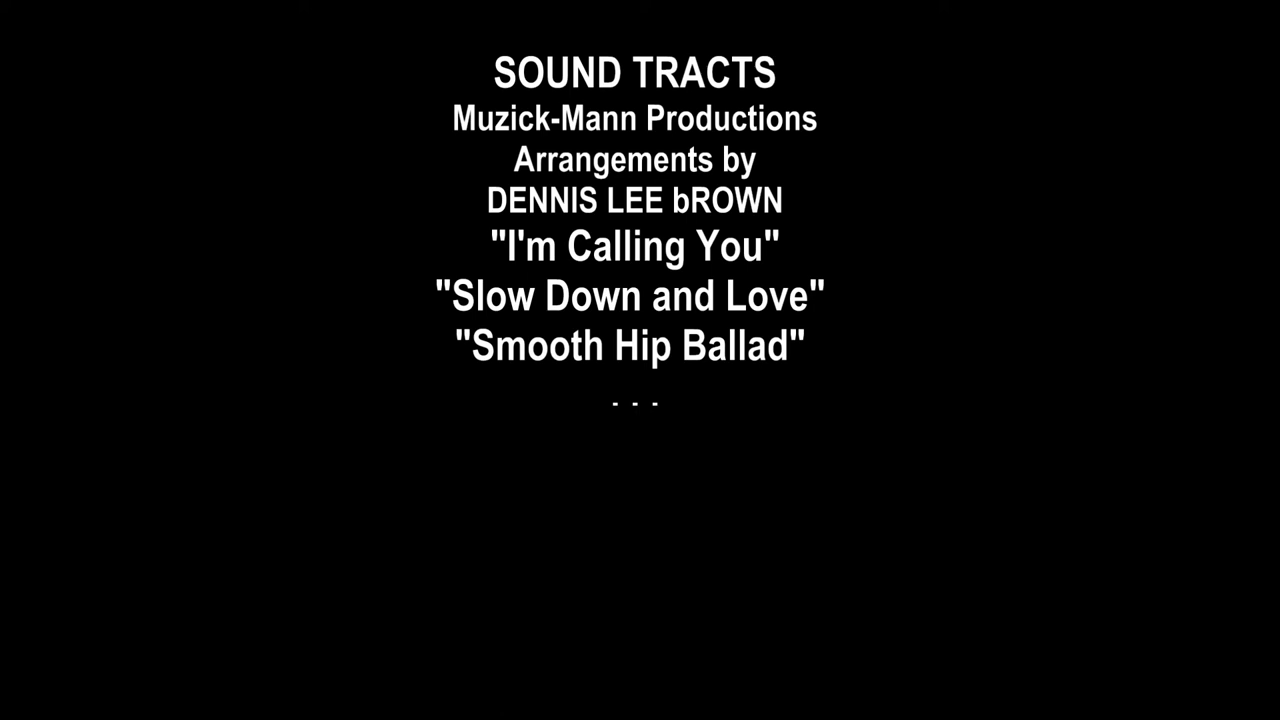 SOUND TRACTS
Muzick-Mann Productions
Arrangements by
DENNIS LEE bROWN
"I'm Calling You"
"Slow Down and Love"
"Smooth Hip Ballad"
- - -